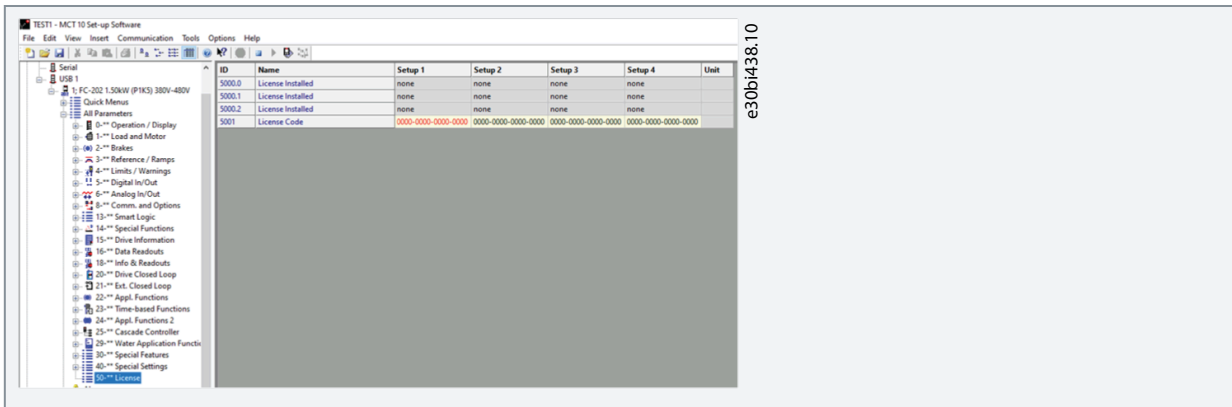 TEST1 - MCT 10 Set-up Software
File Edit View Insert Communication Tools Options Help
Serial
USB 1
1; FC-202 1.50kW (P1K5) 380V-480V
Quick Menus
All Parameters
0-** Operation / Display
1-** Load and Motor
2-** Brakes
3-** Reference / Ramps
4-** Limits / Warnings
5-** Digital In/Out
6-** Analog In/Out
8-** Comm. and Options
13-** Smart Logic
14-** Special Functions
15-** Drive Information
16-** Data Readouts
18-** Info & Readouts
20-** Drive Closed Loop
21-** Ext. Closed Loop
22-** Appl. Functions
23-** Time-based Functions
24-** Appl. Functions 2
25-** Cascade Controller
29-** Water Application Functi
30-** Special Features
40-** Special Settings
50-** License
ID Name Setup 1 Setup 2 Setup 3 Setup 4 Unit
5000.0 License Installed none none none none
5000.1 License Installed none none none none
5000.2 License Installed none none none none
5001 License Code 0000-0000-0000-0000 0000-0000-0000-0000 0000-0000-0000-0000 0000-0000-0000-0000
e30bi438.10